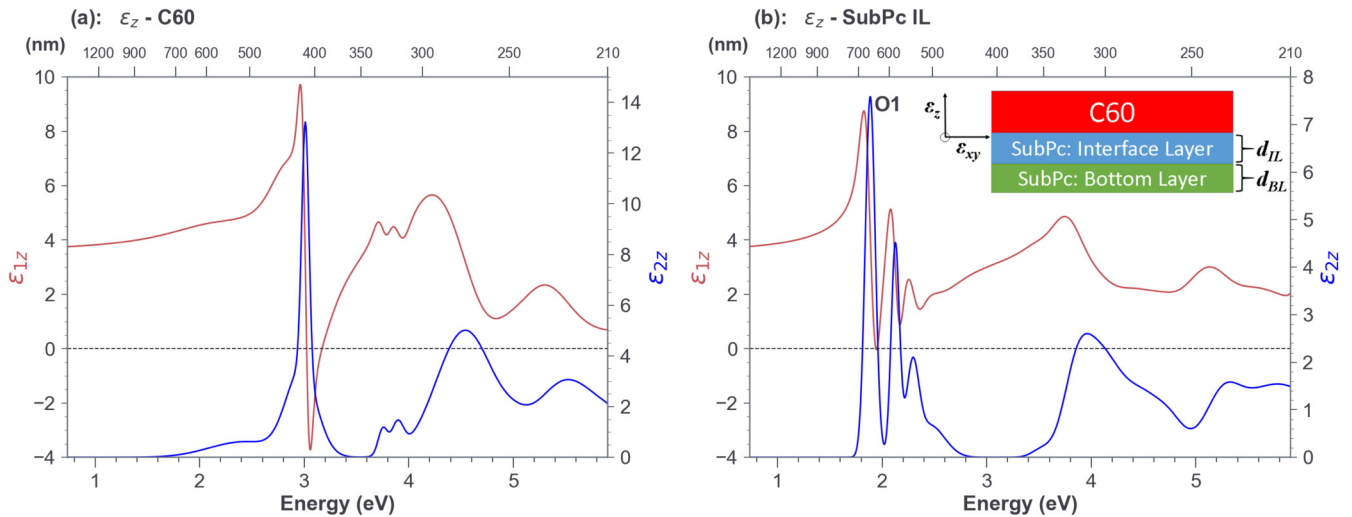 (a): εz - C60
(nm) 1200 900 700 600 500 400 350 300 250 210
10 8 6 4 2 0 −2 −4
ε1z
14 12 10 8 6 4 2 0
ε2z
1 2 3 4 5
Energy (eV)
(b): εz - SubPc IL
(nm) 1200 900 700 600 500 400 350 300 250 210
10 8 6 4 2 0 −2 −4
ε1z
8 7 6 5 4 3 2 1 0
ε2z
O1
εz
εxy
C60
SubPc: Interface Layer
dIL
SubPc: Bottom Layer
dBL
1 2 3 4 5
Energy (eV)